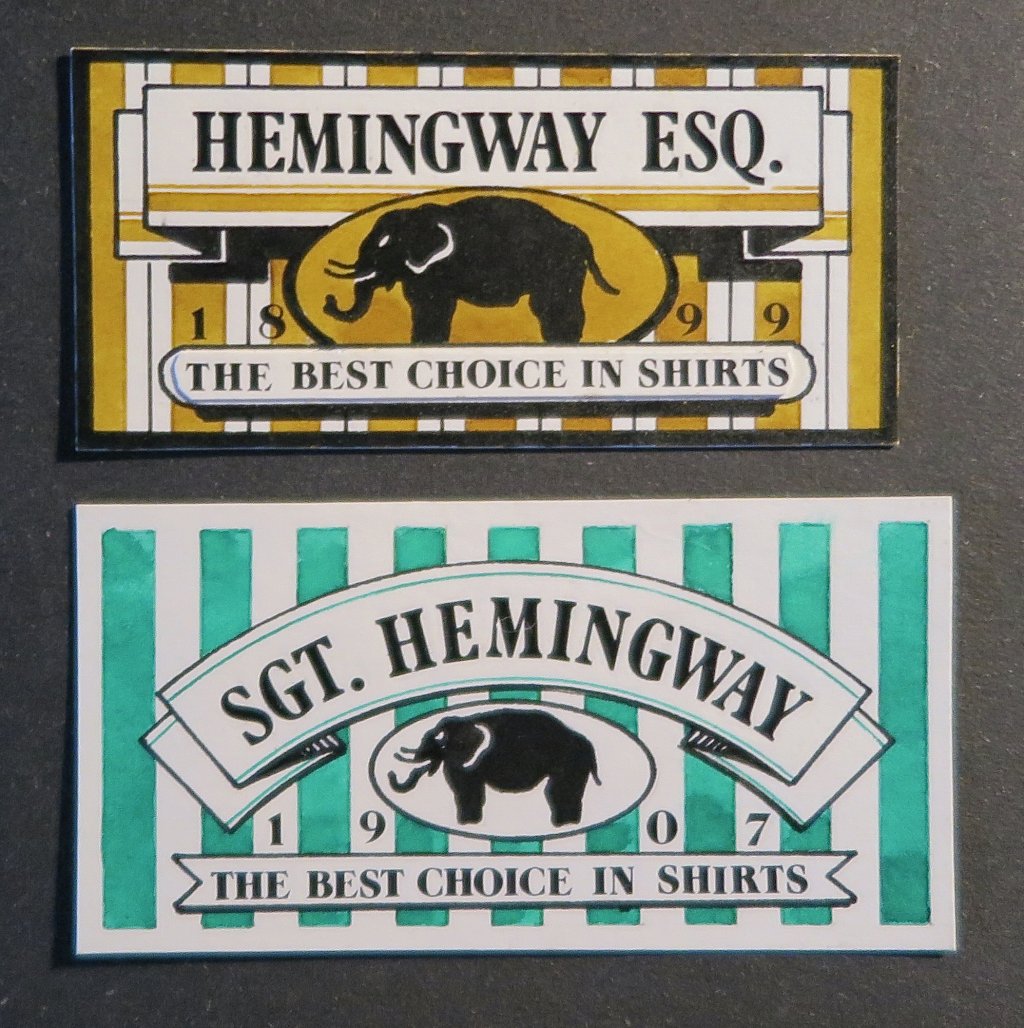 HEMINGWAY ESQ.
1 8 9 9
THE BEST CHOICE IN SHIRTS
SGT. HEMINGWAY
1 9 0 7
THE BEST CHOICE IN SHIRTS